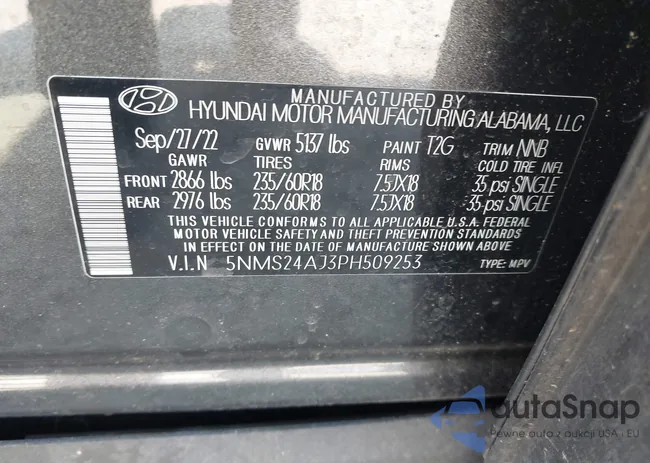 MANUFACTURED BY
HYUNDAI MOTOR MANUFACTURING ALABAMA, LLC
Sep/27/22 GVWR 5137 lbs PAINT T2G TRIM NNB
GAWR TIRES RIMS COLD TIRE INFL
FRONT 2866 lbs 235/60R18 7.5JX18 35 psi SINGLE
REAR 2976 lbs 235/60R18 7.5JX18 35 psi SINGLE
THIS VEHICLE CONFORMS TO ALL APPLICABLE U.S.A. FEDERAL
MOTOR VEHICLE SAFETY AND THEFT PREVENTION STANDARDS
IN EFFECT ON THE DATE OF MANUFACTURE SHOWN ABOVE
V.I.N 5NMS24AJ3PH509253 TYPE: MPV
autaSnap
Pewne auto z aukcji USA i EU